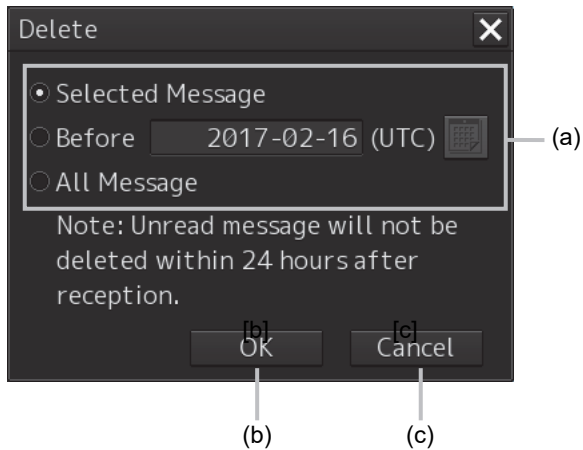 Delete
Selected Message
Before 2017-02-16 (UTC)
(a)
All Message
Note: Unread message will not be
deleted within 24 hours after
reception.
[b] [c]
OK Cancel
(b) (c)